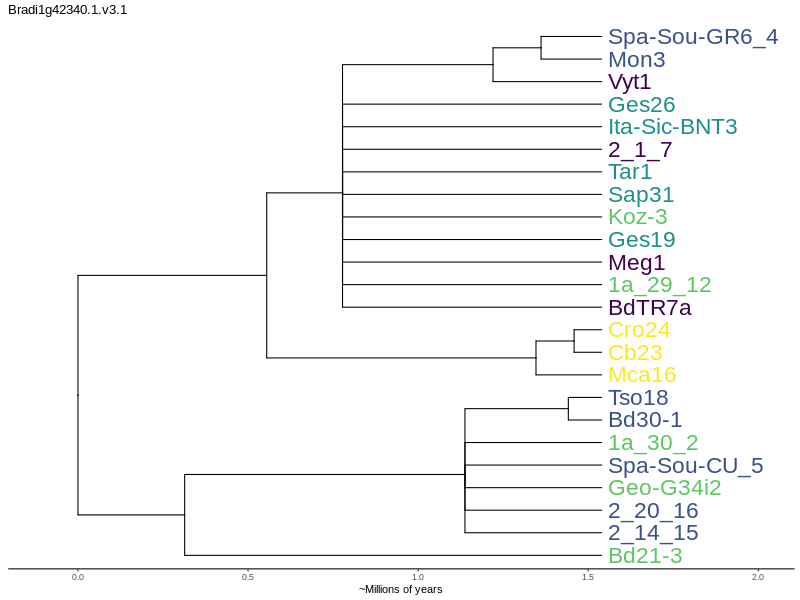 Bradi1g42340.1.v3.1
Spa-Sou-GR6_4
Mon3
Vyt1
Ges26
Ita-Sic-BNT3
2_1_7
Tar1
Sap31
Koz-3
Ges19
Meg1
1a_29_12
BdTR7a
Cro24
Cb23
Mca16
Tso18
Bd30-1
1a_30_2
Spa-Sou-CU_5
Geo-G34i2
2_20_16
2_14_15
Bd21-3
0.0 0.5 1.0 1.5 2.0
~Millions of years